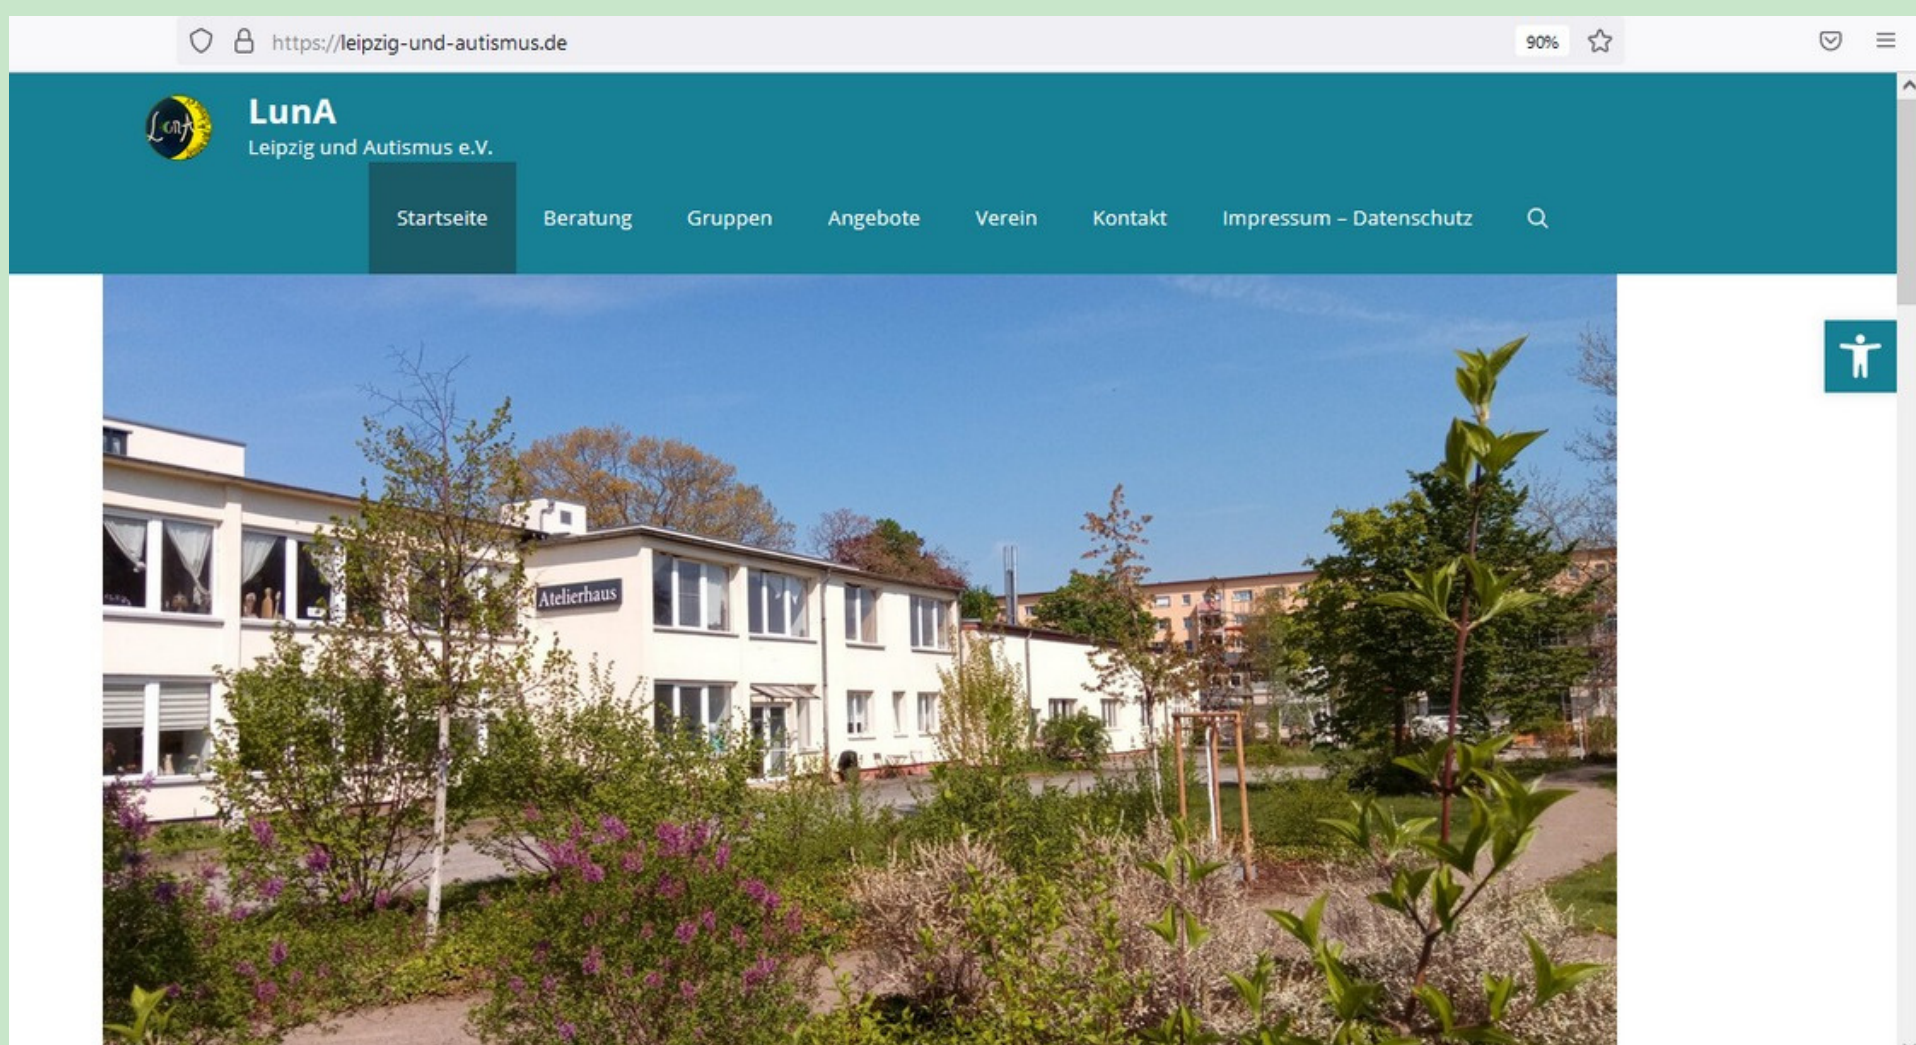 https://leipzig-und-autismus.de
90%
LunA
LunA
Leipzig und Autismus e.V.
Startseite Beratung Gruppen Angebote Verein Kontakt Impressum – Datenschutz
Atelierhaus